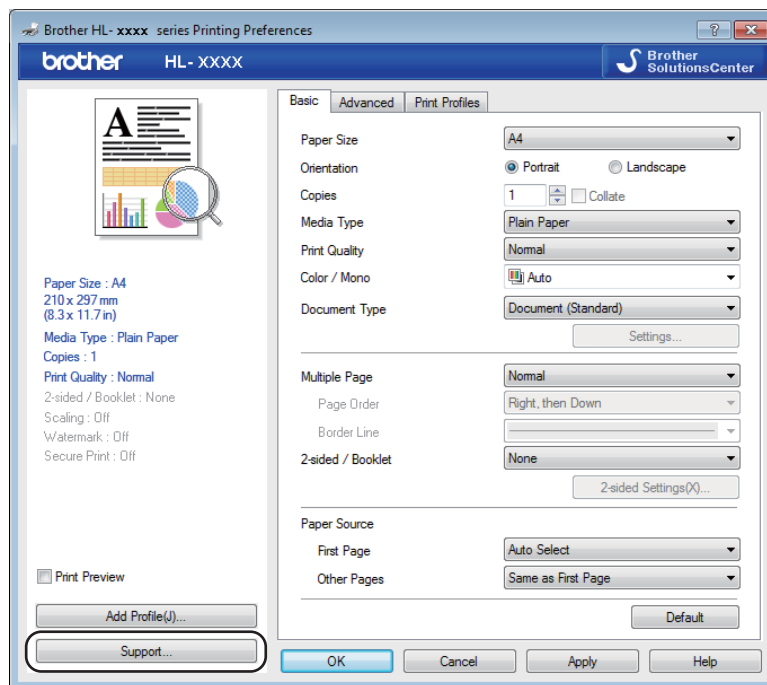 Brother HL- xxxx series Printing Preferences
brother HL- XXXX
Brother
SolutionsCenter
A
Paper Size : A4
210 x 297 mm
(8.3 x 11.7 in)
Media Type : Plain Paper
Copies : 1
Print Quality : Normal
2-sided / Booklet : None
Scaling : Off
Watermark : Off
Secure Print : Off
Print Preview
Add Profile(J)...
Support...
Basic Advanced Print Profiles
Paper Size A4
Orientation Portrait Landscape
Copies 1 Collate
Media Type Plain Paper
Print Quality Normal
Color / Mono Auto
Document Type Document (Standard)
Settings...
Multiple Page Normal
Page Order Right, then Down
Border Line
2-sided / Booklet None
2-sided Settings(X)...
Paper Source
First Page Auto Select
Other Pages Same as First Page
Default
OK Cancel Apply Help